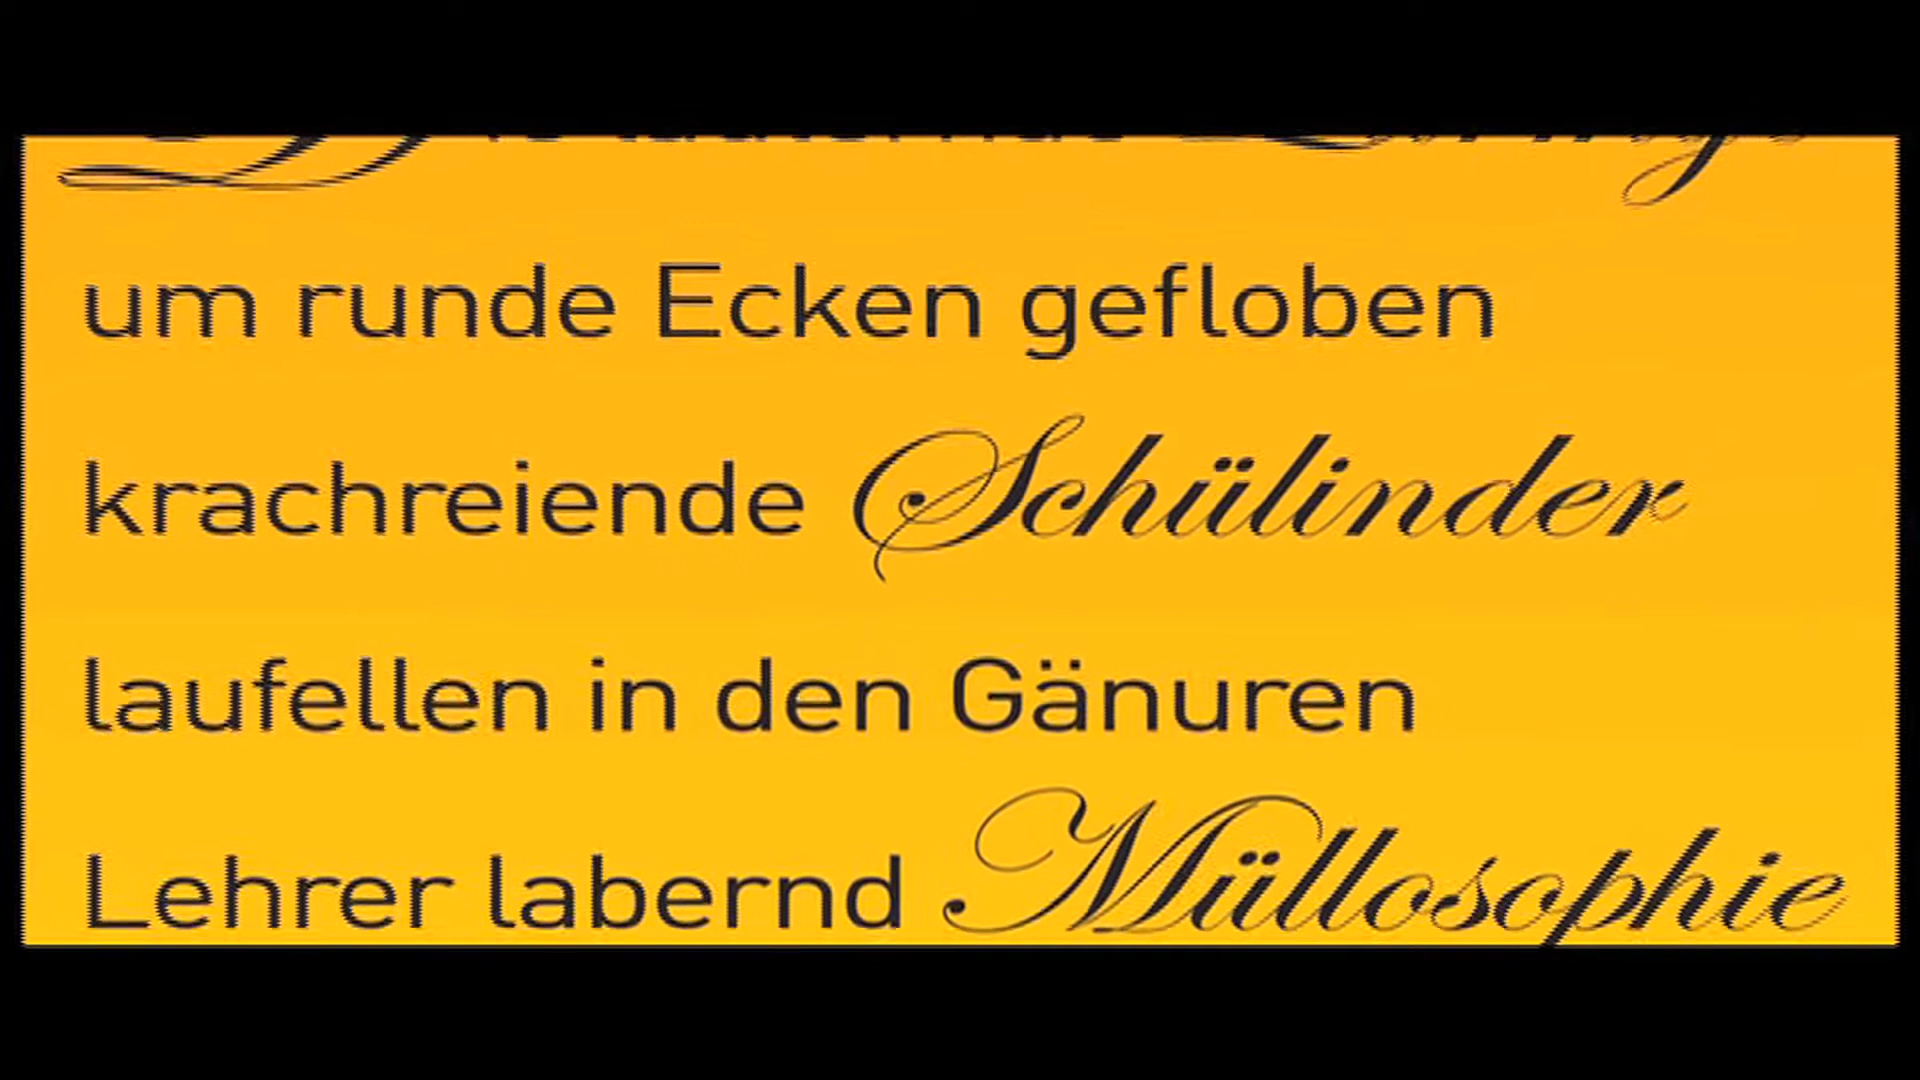 um runde Ecken gefloben
krachreiende Schülinder
laufellen in den Gänuren
Lehrer labernd Müllosophie